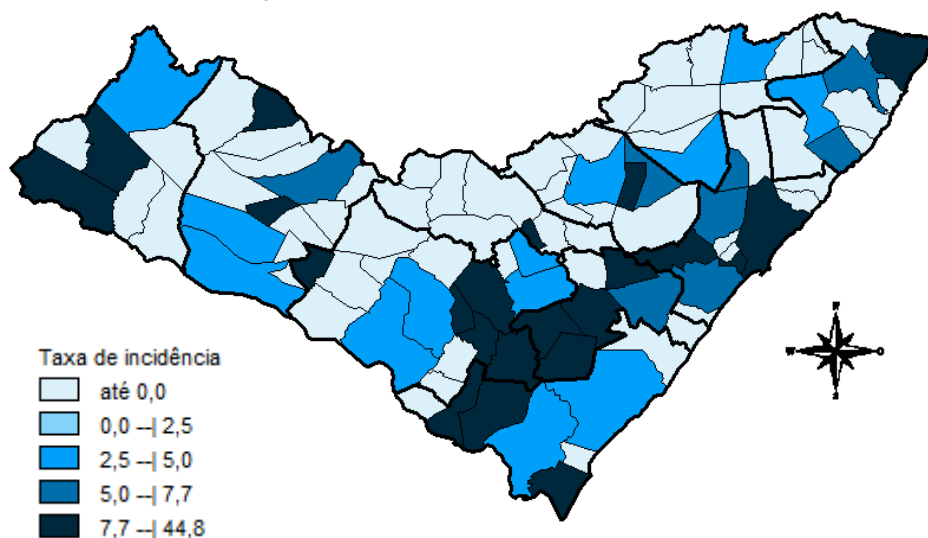 Taxa de incidência
até 0,0
0,0 --| 2,5
2,5 --| 5,0
5,0 --| 7,7
7,7 --| 44,8